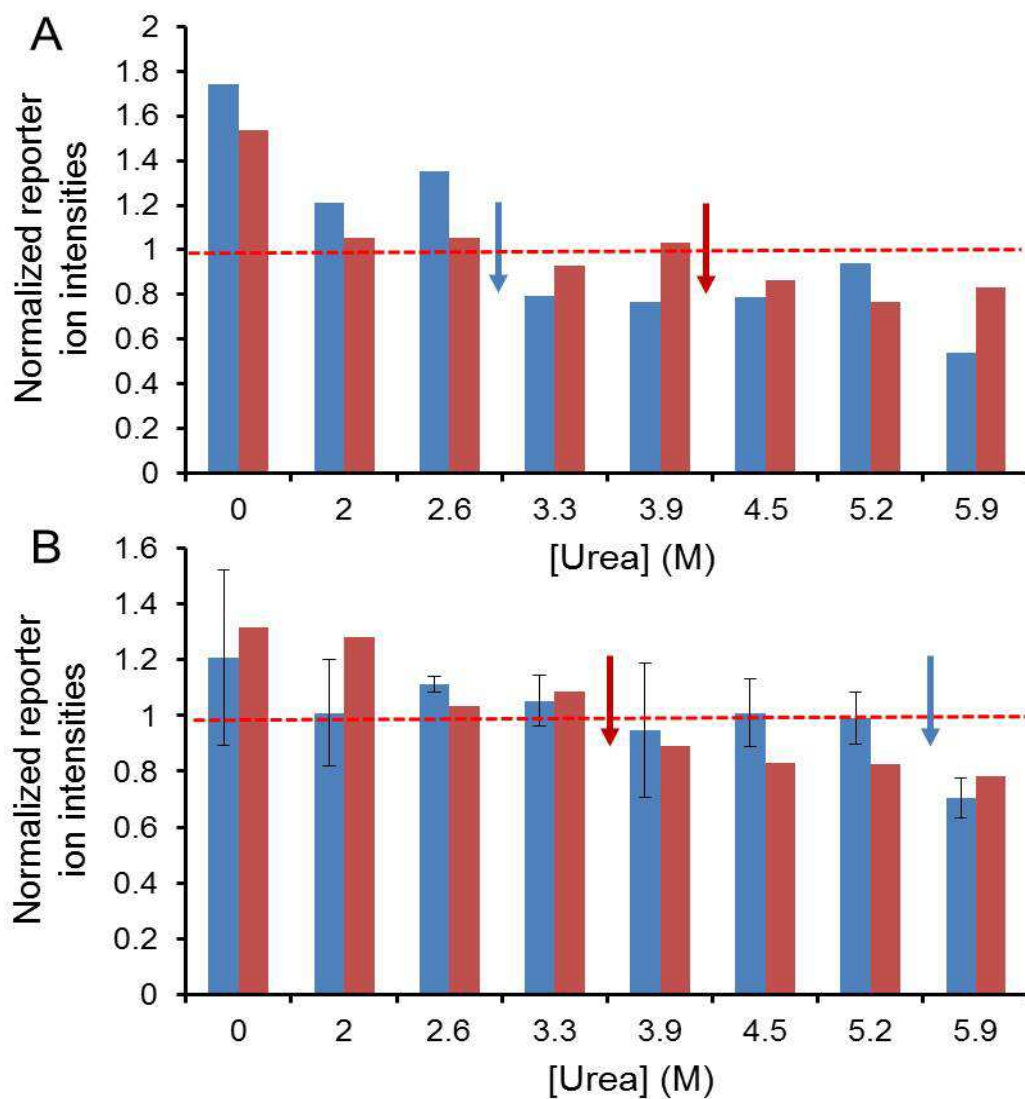 A
Normalized reporter
ion intensities
2
1.8
1.6
1.4
1.2
1
0.8
0.6
0.4
0.2
0
0 2 2.6 3.3 3.9 4.5 5.2 5.9
[Urea] (M)
B
Normalized reporter
ion intensities
1.6
1.4
1.2
1
0.8
0.6
0.4
0.2
0
0 2 2.6 3.3 3.9 4.5 5.2 5.9
[Urea] (M)